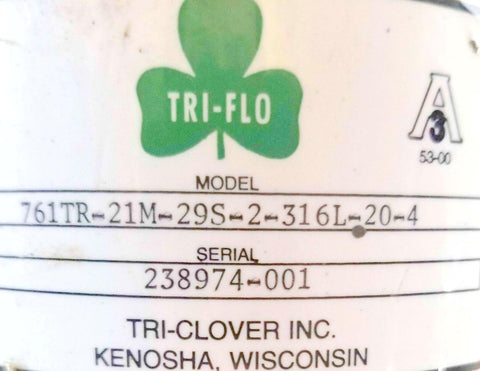 TRI-FLO
A
3
53-00
MODEL
761TR-21M-29S-2-316L-20-4
SERIAL
238974-001
TRI-CLOVER INC.
KENOSHA, WISCONSIN